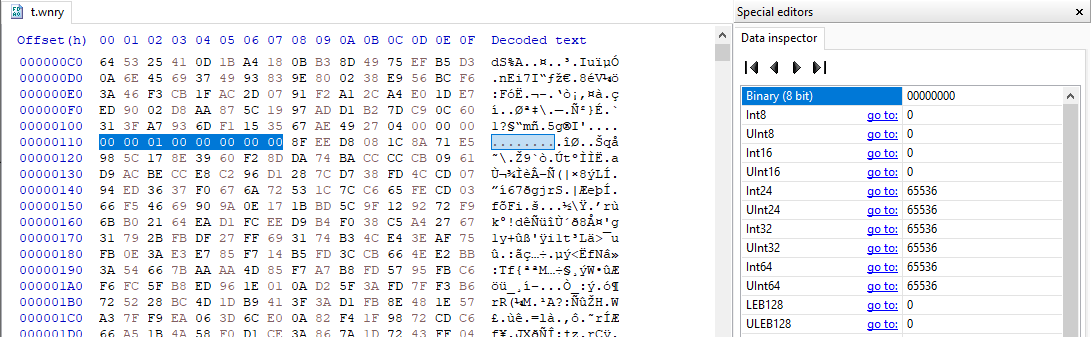 t.wnry
Special editors
Data inspector
Offset(h) 00 01 02 03 04 05 06 07 08 09 0A 0B 0C 0D 0E 0F Decoded text
000000C0 64 53 25 41 0D 1B A4 18 0B B3 8D 49 75 EF B5 D3 dS%A..¤..³.IuïµÓ
000000D0 0A 6E 45 69 37 49 93 83 9E 80 02 38 E9 56 BC F6 .nEi7I“ƒž€.8éV¼ö
000000E0 3A 46 F3 CB 1F AC 2D 07 91 F2 A1 2C A4 E0 1D E7 :FóË.¬-.‘ò¡,¤à.ç
000000F0 ED 90 02 D8 AA 87 5C 19 97 AD D1 B2 7D C9 0C 60
00000100 31 3F A7 93 6D F1 15 35 67 AE 49 27 04 00 00 00 1?§“mñ.5g®I'....
00000110 00 00 01 00 00 00 00 00 8F EE D8 08 1C 8A 71 E5 .........îØ..Šqå
00000120 98 5C 17 8E 39 60 F2 8D DA 74 BA CC CC CB 09 61 ˜\.Ž9`ò.ÚtºÌÌË.a
00000130 D9 AC BE CC E8 C2 96 D1 28 7C D7 38 FD 4C CD 07 Ù¬¾ÌèÂ–Ñ(|×8ýLÍ.
00000140 94 ED 36 37 F0 67 6A 72 53 1C 7C C6 65 FE CD 03 ”í67ðgjrS.|ÆeþÍ.
00000150 66 F5 46 69 90 9A 0E 17 1B BD 5C 9F 12 92 72 F9
00000160 6B B0 21 64 EA D1 FC EE D9 B4 F0 38 C5 A4 27 67 k°!dêÑüîÙ´ð8Å¤'g
00000170 31 79 2B FB DF 27 FF 69 31 74 B3 4C E4 3E AF 75 1y+ûß'ÿi1t³Lä>¯u
00000180 FB 0E 3A E3 E7 85 F7 14 B5 FD 3C CB 66 4E E2 BB û.:ãç…÷.µý<ËfNâ»
00000190 3A 54 66 7B AA AA 4D 85 F7 A7 B8 FD 57 95 FB C6 :Tf{ªªM…÷§¸ýW•ûÆ
000001A0 F6 FC 5F B8 ED 96 1E 01 0A D2 5F 3A FD 7F F3 B6 öü_¸í–...Ò_:ý.ó¶
000001B0 72 52 28 BC 4D 1D B9 41 3F 3A D1 FB 8E 48 1E 57 rR(¼M.¹A?:ÑûŽH.W
000001C0 A3 7F F9 EA 06 3D 6C E0 0A 82 F4 1F 98 72 CD C6 £.ùê.=là.‚ô.˜rÍÆ
000001D0 66 A5 1B 4A 58 F0 D1 CE 3A 86 7A 1D 72 43 FF 04
Binary (8 bit) 00000000
Int8 go to: 0
UInt8 go to: 0
Int16 go to: 0
UInt16 go to: 0
Int24 go to: 65536
UInt24 go to: 65536
Int32 go to: 65536
UInt32 go to: 65536
Int64 go to: 65536
UInt64 go to: 65536
LEB128 go to: 0
ULEB128 go to: 0